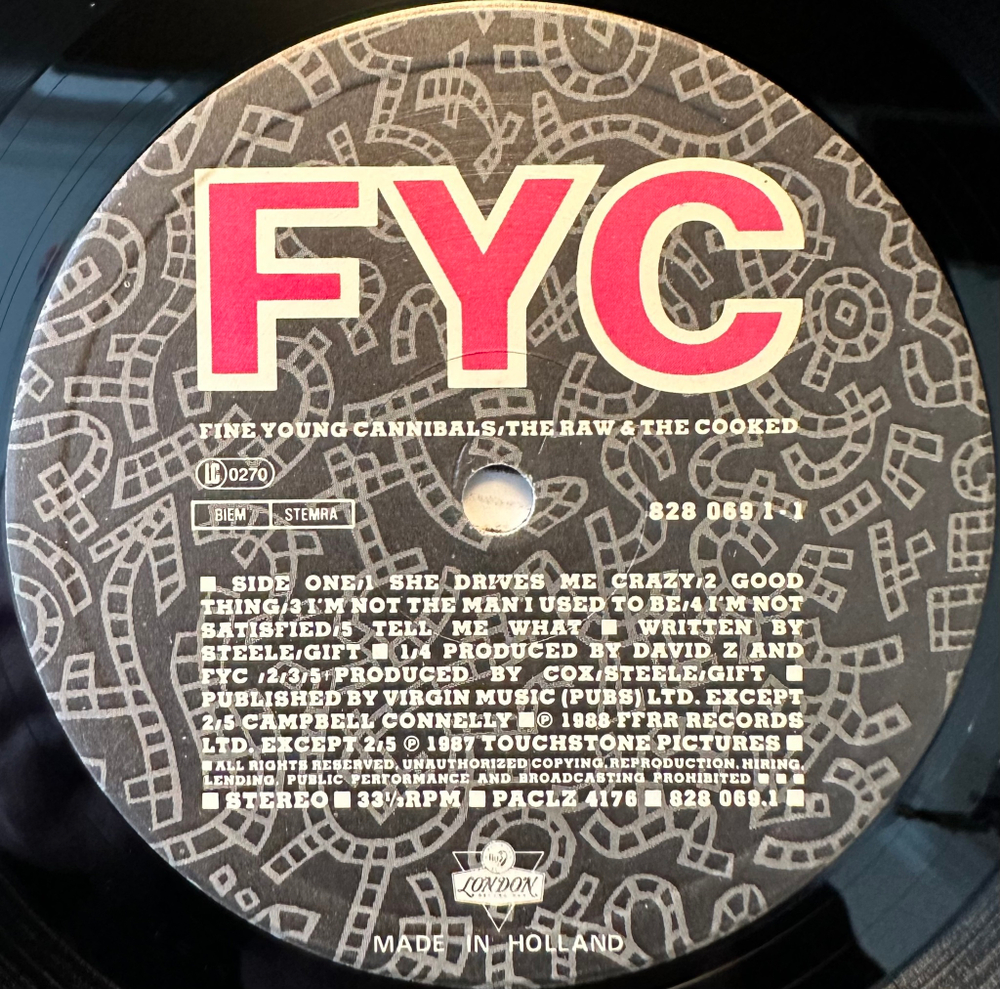 FYC
FINE YOUNG CANNIBALS/THE RAW & THE COOKED
LC 0270
BIEM STEMRA
828 069 1-1
■ SIDE ONE/1 SHE DRIVES ME CRAZY/2 GOOD
THING/3 I'M NOT THE MAN I USED TO BE/4 I'M NOT
SATISFIED/5 TELL ME WHAT ■ WRITTEN BY
STEELE/GIFT ■ 1/4 PRODUCED BY DAVID Z AND
FYC /2/3/5 PRODUCED BY COX/STEELE/GIFT ■
PUBLISHED BY VIRGIN MUSIC (PUBS) LTD. EXCEPT
2/5 CAMPBELL CONNELLY ■ ℗ 1988 FFRR RECORDS
LTD. EXCEPT 2/5 ℗ 1987 TOUCHSTONE PICTURES ■
■ ALL RIGHTS RESERVED. UNAUTHORIZED COPYING, REPRODUCTION, HIRING,
LENDING, PUBLIC PERFORMANCE AND BROADCASTING PROHIBITED ■ ■ ■
■ STEREO ■ 33⅓RPM ■ PACLZ 4176 ■ 828 069.1 ■
LONDON
MADE IN HOLLAND